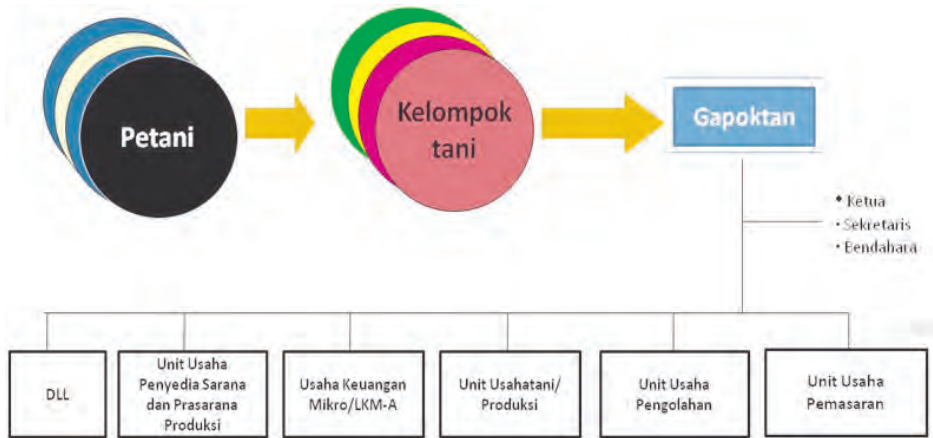 Petani
Kelompok
tani
Gapoktan
• Ketua
• Sekretaris
• Bendahara
DLL
Unit Usaha
Penyedia Sarana
dan Prasarana
Produksi
Usaha Keuangan
Mikro/LKM-A
Unit Usahatani/
Produksi
Unit Usaha
Pengolahan
Unit Usaha
Pemasaran